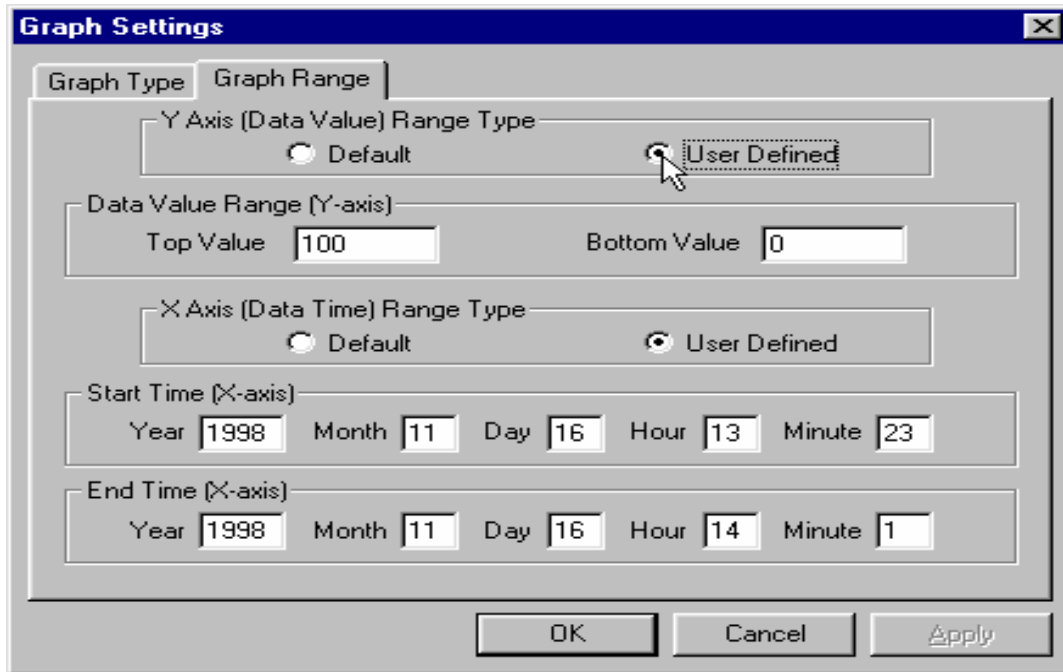 Graph Settings
Graph Type Graph Range
Y Axis (Data Value) Range Type
Default User Defined
Data Value Range (Y-axis)
Top Value 100 Bottom Value 0
X Axis (Data Time) Range Type
Default User Defined
Start Time (X-axis)
Year 1998 Month 11 Day 16 Hour 13 Minute 23
End Time (X-axis)
Year 1998 Month 11 Day 16 Hour 14 Minute 1
OK Cancel Apply